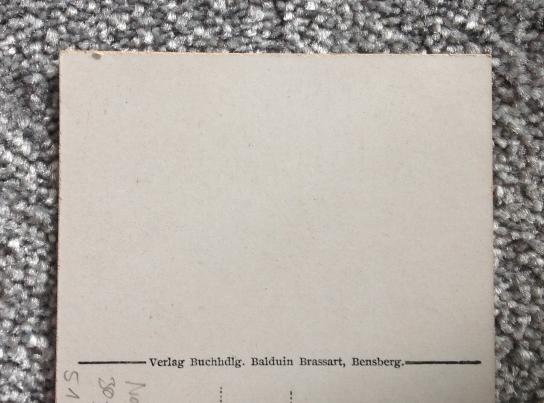 Verlag Buchhdlg. Balduin Brassart, Bensberg.